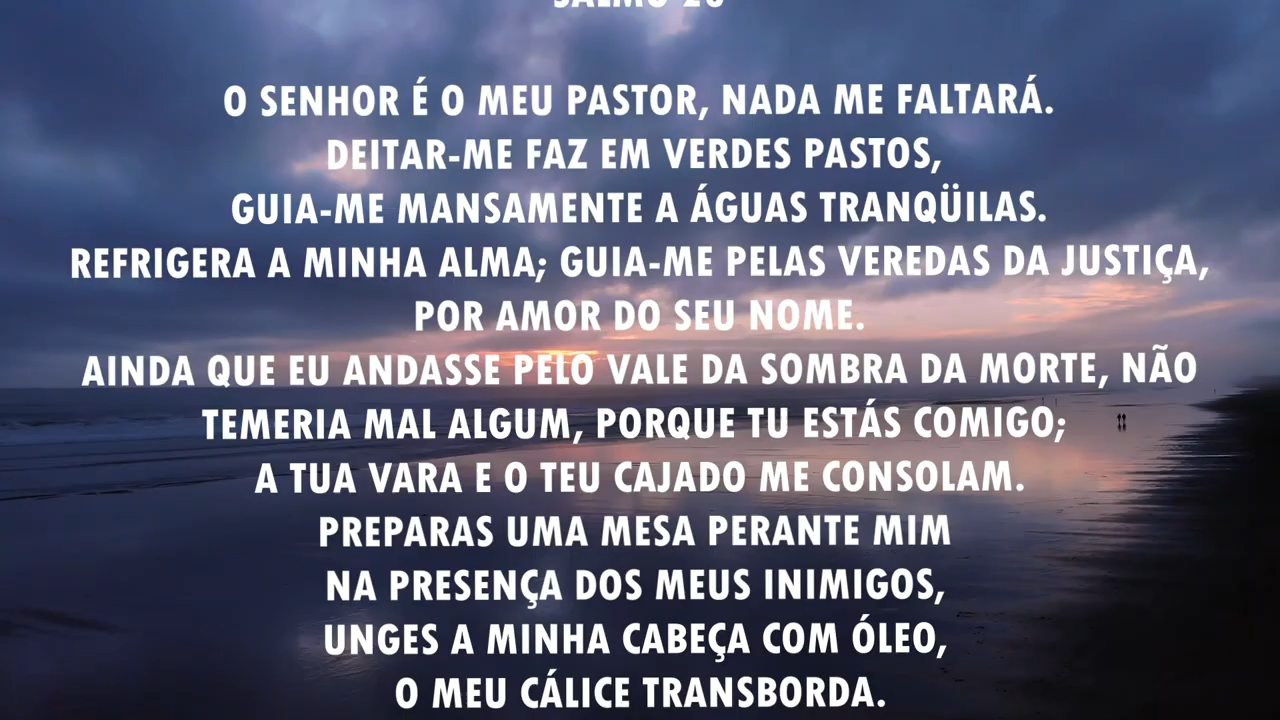 O SENHOR É O MEU PASTOR, NADA ME FALTARÁ.
DEITAR-ME FAZ EM VERDES PASTOS,
GUIA-ME MANSAMENTE A ÁGUAS TRANQÜILAS.
REFRIGERA A MINHA ALMA; GUIA-ME PELAS VEREDAS DA JUSTIÇA,
POR AMOR DO SEU NOME.
AINDA QUE EU ANDASSE PELO VALE DA SOMBRA DA MORTE, NÃO
TEMERIA MAL ALGUM, PORQUE TU ESTÁS COMIGO;
A TUA VARA E O TEU CAJADO ME CONSOLAM.
PREPARAS UMA MESA PERANTE MIM
NA PRESENÇA DOS MEUS INIMIGOS,
UNGES A MINHA CABEÇA COM ÓLEO,
O MEU CÁLICE TRANSBORDA.